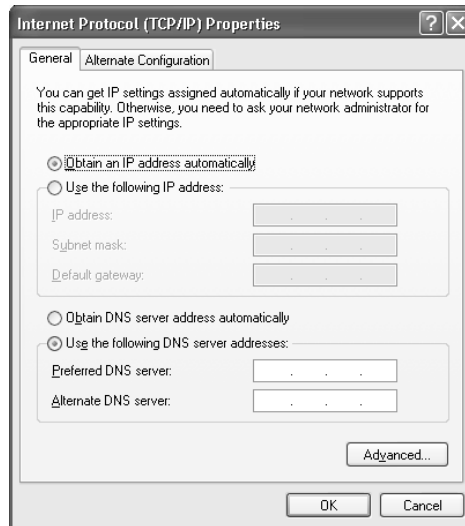 Internet Protocol (TCP/IP) Properties
General
Alternate Configuration
You can get IP settings assigned automatically if your network supports
this capability. Otherwise, you need to ask your network administrator for
the appropriate IP settings.
Obtain an IP address automatically
Use the following IP address:
IP address:
Subnet mask:
Default gateway:
Obtain DNS server address automatically
Use the following DNS server addresses:
Preferred DNS server:
Alternate DNS server:
Advanced...
OK
Cancel